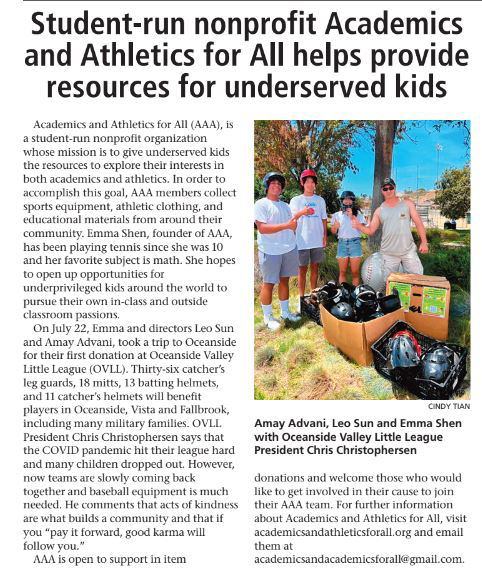 Student-run nonprofit Academics
and Athletics for All helps provide
resources for underserved kids
Academics and Athletics for All (AAA), is
a student-run nonprofit organization
whose mission is to give underserved kids
the resources to explore their interests in
both academics and athletics. In order to
accomplish this goal, AAA members collect
sports equipment, athletic clothing, and
educational materials from around their
community. Emma Shen, founder of AAA,
has been playing tennis since she was 10
and her favorite subject is math. She hopes
to open up opportunities for
underprivileged kids around the world to
pursue their own in-class and outside
classroom passions.
On July 22, Emma and directors Leo Sun
and Amay Advani, took a trip to Oceanside
for their first donation at Oceanside Valley
Little League (OVLL). Thirty-six catcher's
leg guards, 18 mitts, 13 batting helmets,
and 11 catcher's helmets will benefit
players in Oceanside, Vista and Fallbrook,
including many military families. OVLL
President Chris Christophersen says that
the COVID pandemic hit their league hard
and many children dropped out. However,
now teams are slowly coming back
together and baseball equipment is much
needed. He comments that acts of kindness
are what builds a community and that if
you “pay it forward, good karma will
follow you.”
AAA is open to support in item
CINDY TIAN
Amay Advani, Leo Sun and Emma Shen
with Oceanside Valley Little League
President Chris Christophersen
donations and welcome those who would
like to get involved in their cause to join
their AAA team. For further information
about Academics and Athletics for All, visit
academicsandathleticsforall.org and email
them at
academicsandacademicsforall@gmail.com.